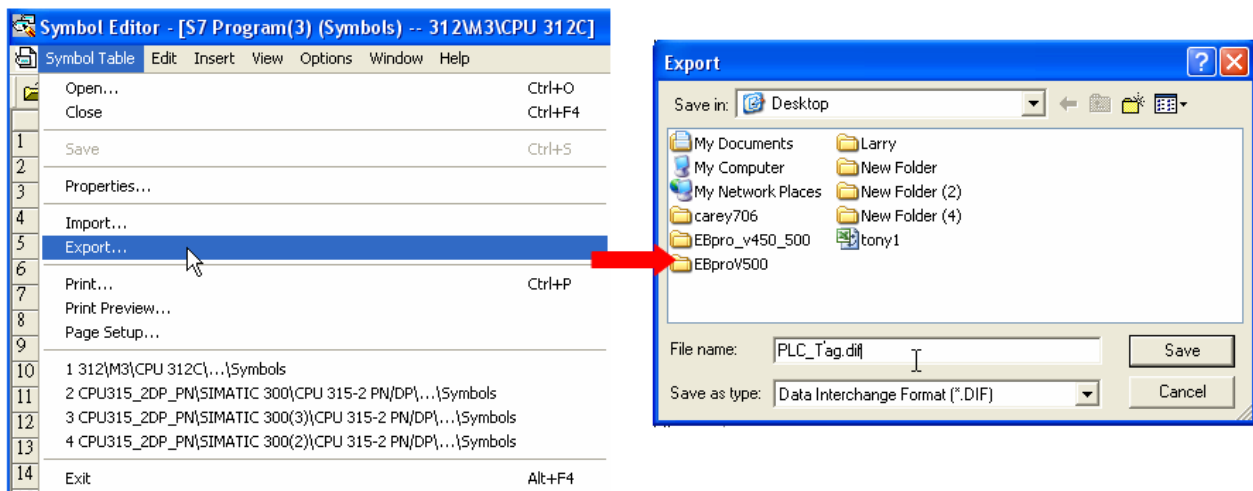 Symbol Editor - [S7 Program(3) (Symbols) -- 312\M3\CPU 312C]
Symbol Table Edit Insert View Options Window Help
Open... Ctrl+O
Close Ctrl+F4
1
Save Ctrl+S
2
Properties...
3
4
Import...
5
Export...
6
Print... Ctrl+P
7
Print Preview...
8
Page Setup...
9
10 1 312\M3\CPU 312C\...\Symbols
11 2 CPU315_2DP_PN\SIMATIC 300\CPU 315-2 PN/DP\...\Symbols
12 3 CPU315_2DP_PN\SIMATIC 300(3)\CPU 315-2 PN/DP\...\Symbols
13 4 CPU315_2DP_PN\SIMATIC 300(2)\CPU 315-2 PN/DP\...\Symbols
14 Exit Alt+F4
Export
Save in: Desktop
My Documents Larry
My Computer New Folder
My Network Places New Folder (2)
carey706 New Folder (4)
EBpro_v450_500 tony1
EBproV500
File name: PLC_Tag.dif Save
Save as type: Data Interchange Format (*.DIF) Cancel